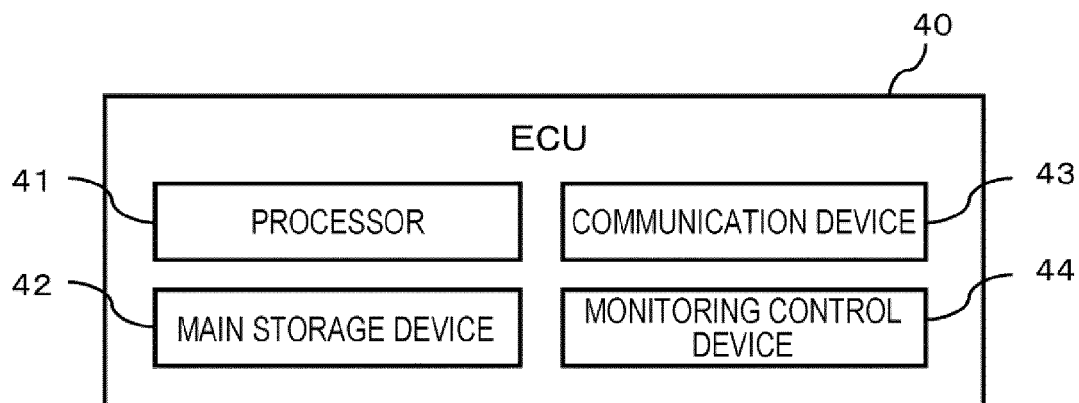 40
ECU
41
PROCESSOR
COMMUNICATION DEVICE
43
42
MAIN STORAGE DEVICE
MONITORING CONTROL
DEVICE
44